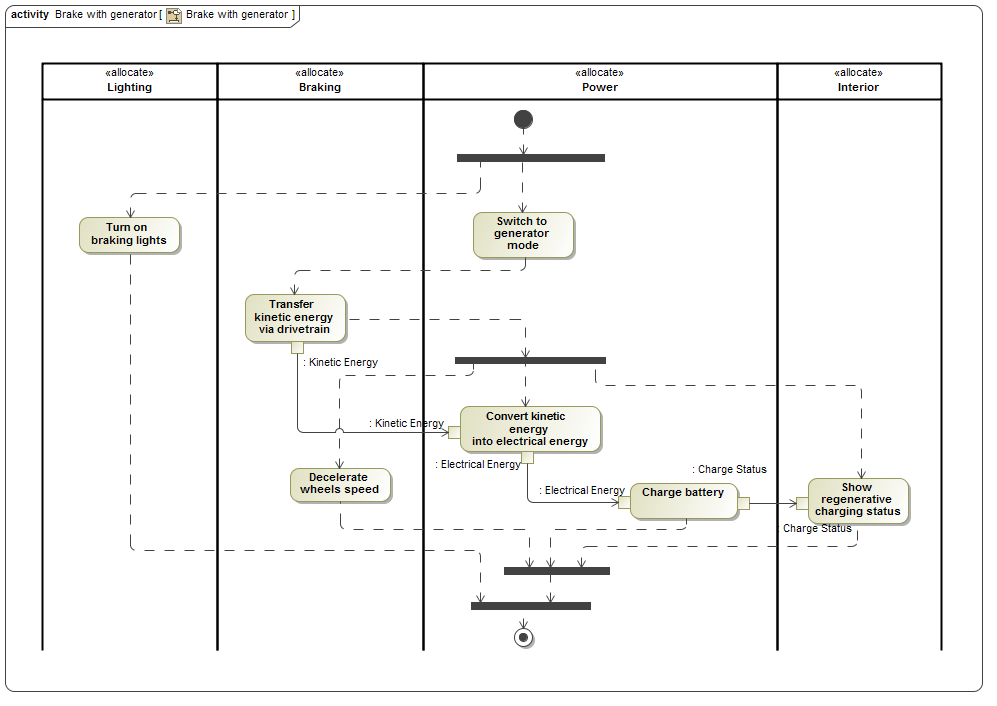 activity Brake with generator [ Brake with generator ]
«allocate»
Lighting
«allocate»
Braking
«allocate»
Power
«allocate»
Interior
Turn on
braking lights
Switch to
generator
mode
Transfer
kinetic energy
via drivetrain
: Kinetic Energy
: Kinetic Energy
Convert kinetic
energy
into electrical energy
: Electrical Energy
Decelerate
wheels speed
: Electrical Energy
Charge battery
: Charge Status
Show
regenerative
charging status
Charge Status